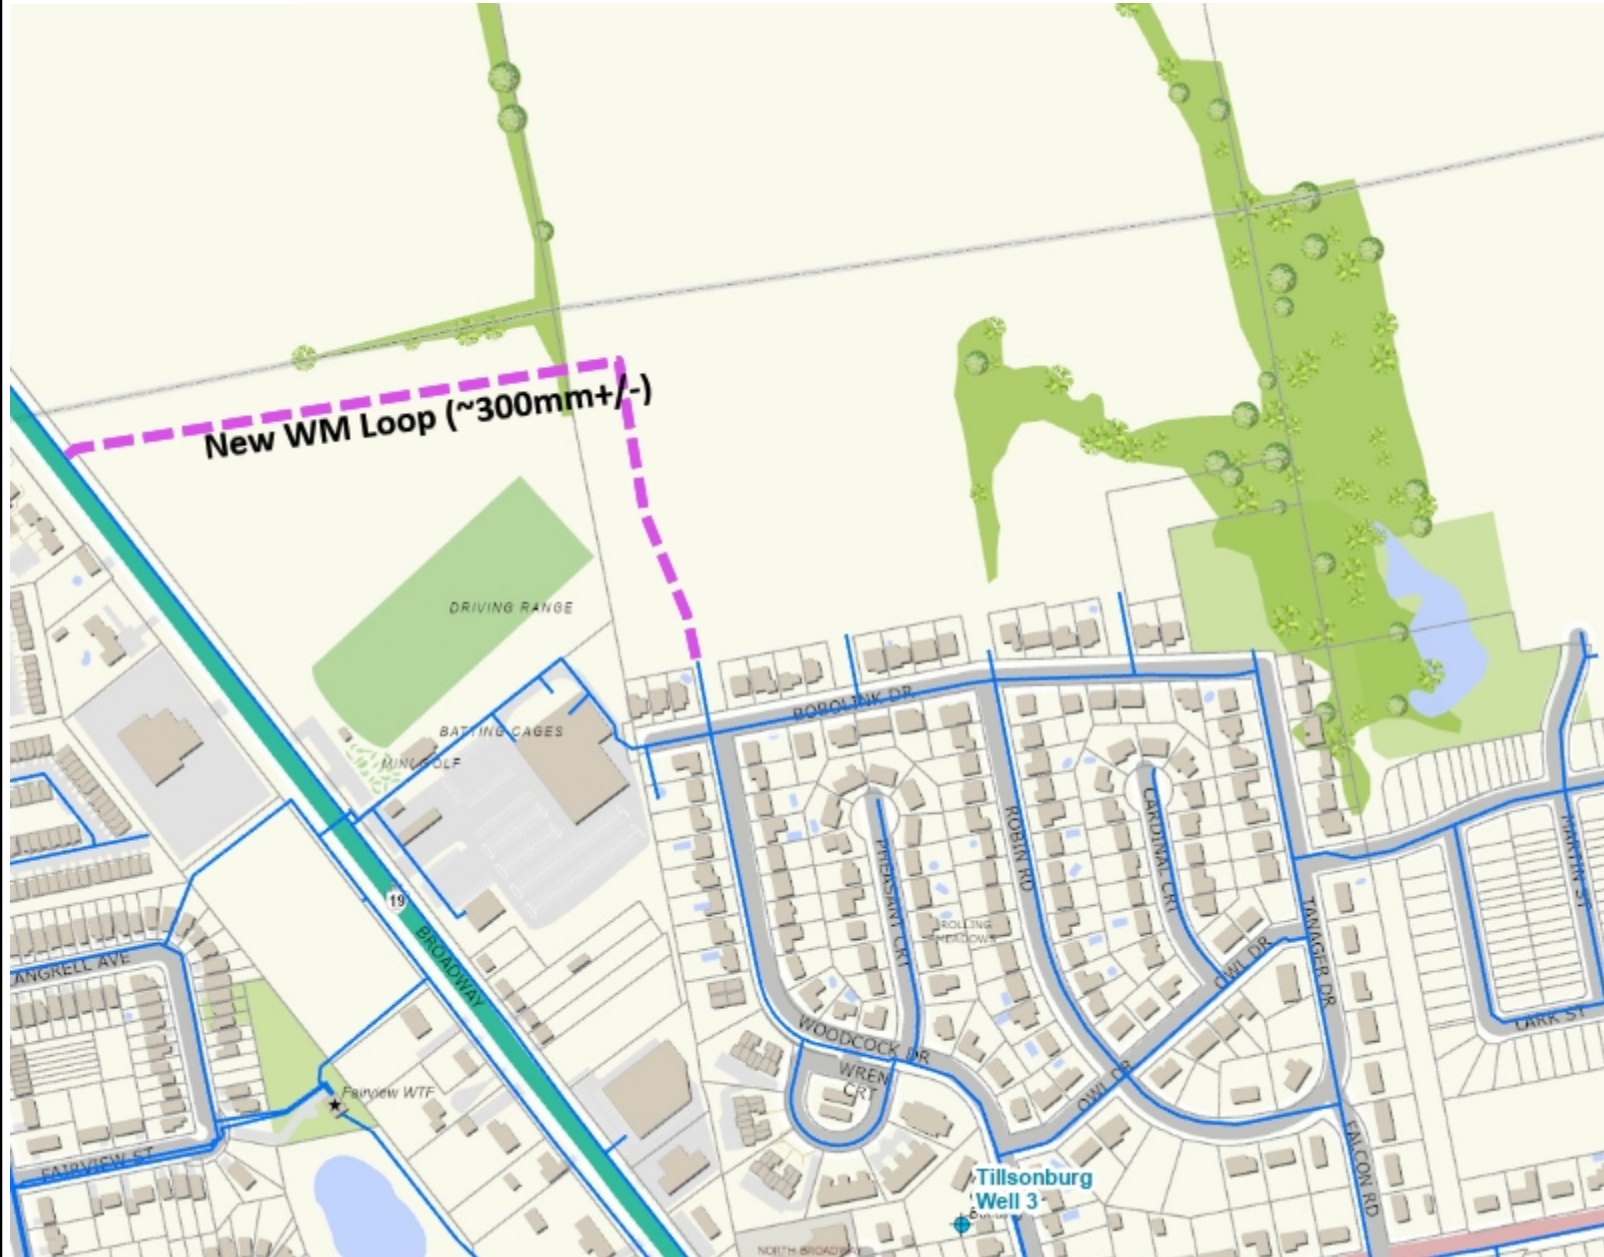 New WM Loop (~300mm+/-)
DRIVING RANGE
BATTING CAGES
MINI GOLF
BOBOLINK DR
ROBIN RD
CARDINAL CRT
PHEASANT CRT
ROLLING
MEADOWS
MARTIN ST
TANAGER DR
OWL DR
19
BROADWAY
ANGRELL AVE
LARK ST
WOODCOCK DR
WREN
CRT
OWL DR
Fairview WTF
FAIRVIEW ST
FALCON RD
Tillsonburg
Well 3
NORTH BROADWAY